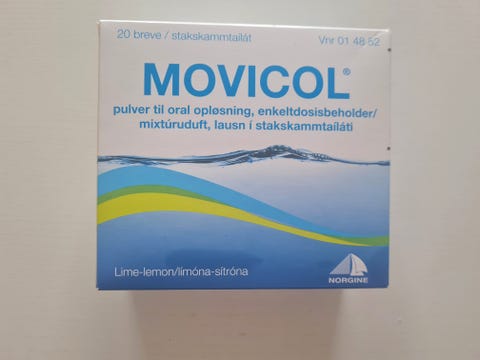 20 breve / stakskammtaílát
Vnr 01 48 52
MOVICOL®
pulver til oral opløsning, enkeltdosisbeholder/
mixtúruduft, lausn í stakskammtaíláti
Lime-lemon/límóna-sítróna
NORGINE